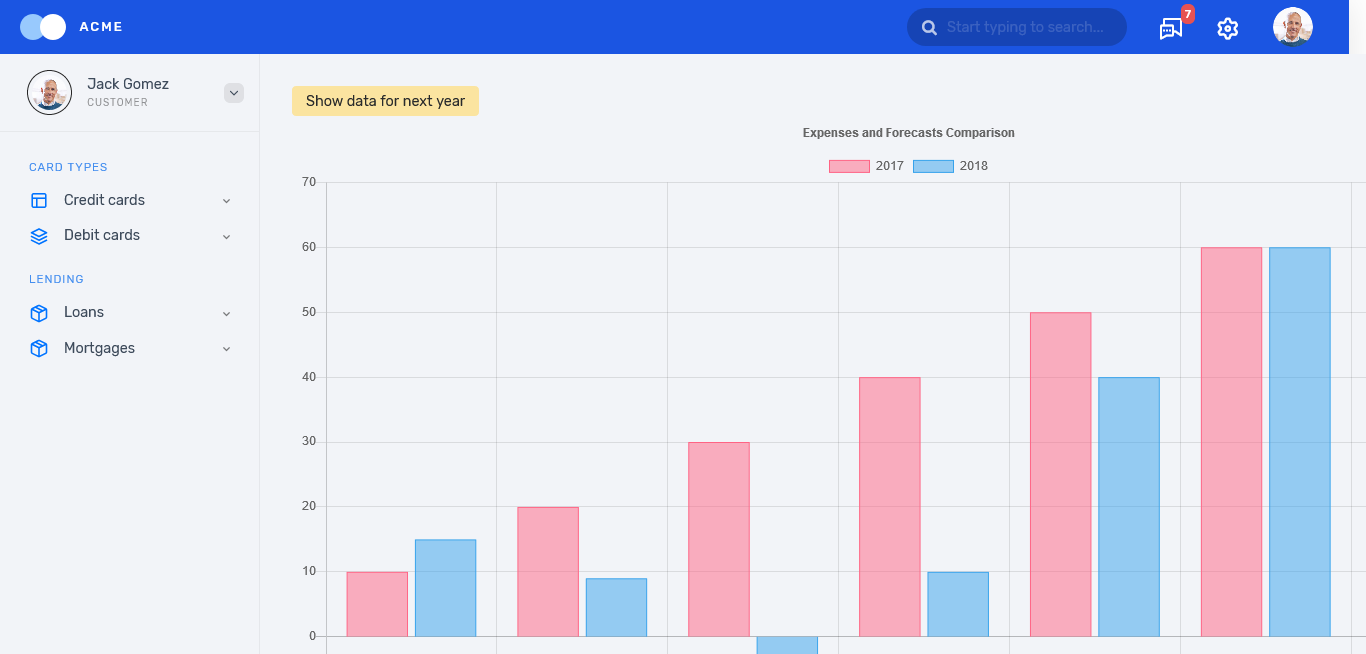 ACME
Start typing to search...
7
Jack Gomez
CUSTOMER
CARD TYPES
Credit cards
Debit cards
LENDING
Loans
Mortgages
Show data for next year
Expenses and Forecasts Comparison
2017 2018
70
60
50
40
30
20
10
0